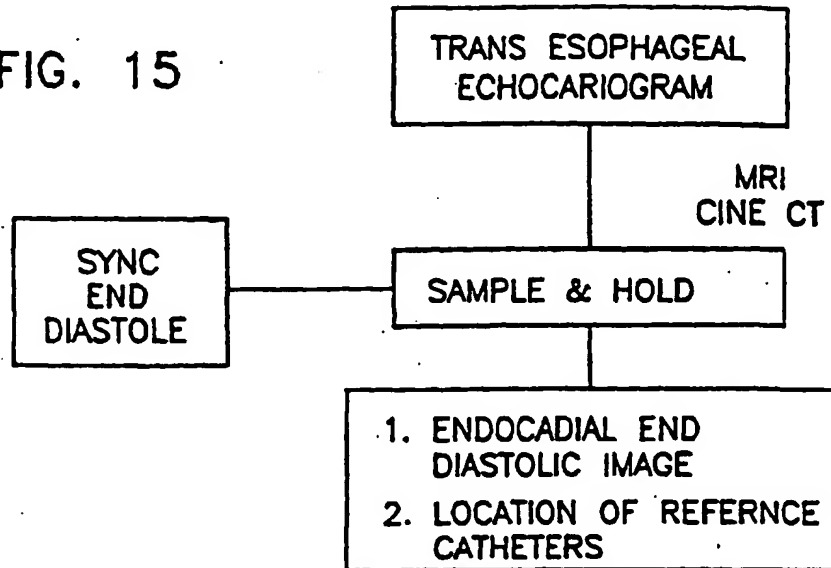 FIG. 15
TRANS ESOPHAGEAL
ECHOCARIOGRAM
MRI
CINE CT
SYNC
END
DIASTOLE
SAMPLE & HOLD
1. ENDOCADIAL END
DIASTOLIC IMAGE
2. LOCATION OF REFERNCE
CATHETERS